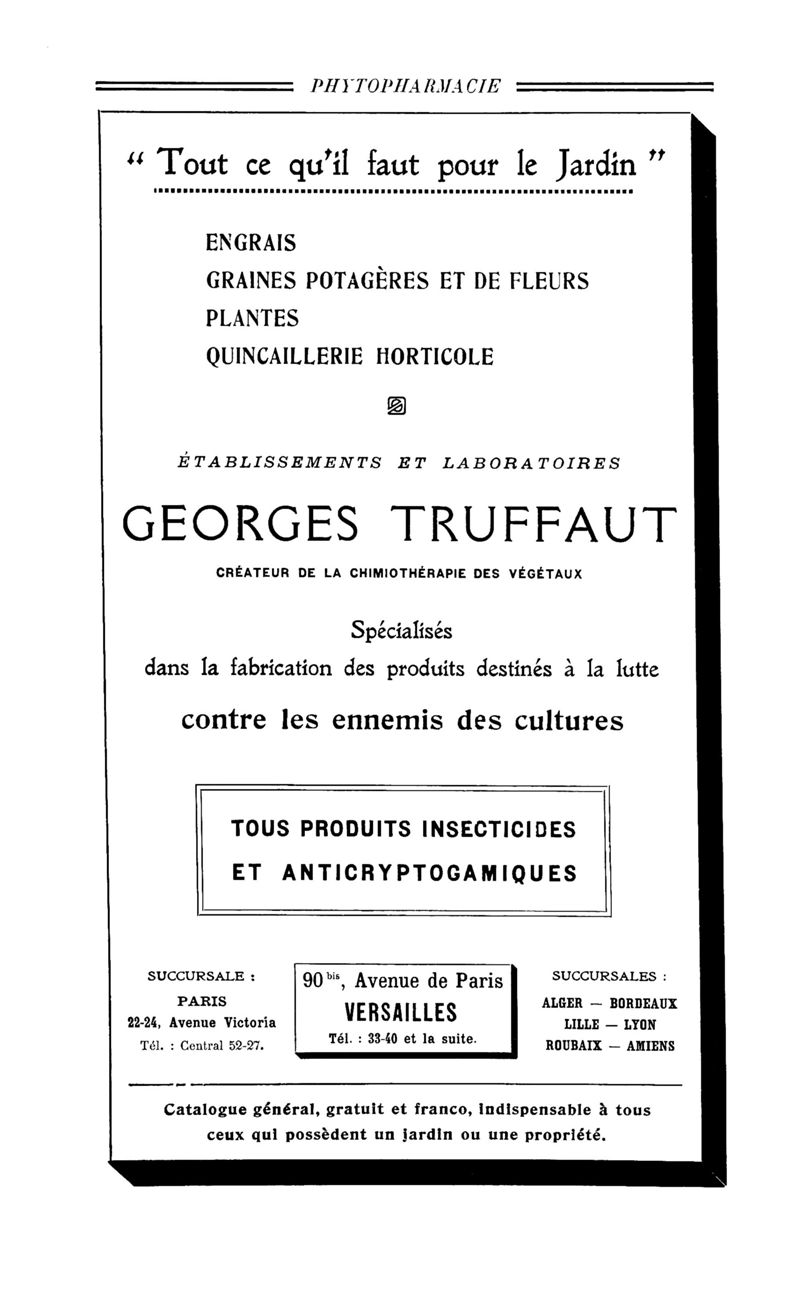 PHYTOPHARMACIE
“ Tout ce qu'il faut pour le Jardin ”
ENGRAIS
GRAINES POTAGÈRES ET DE FLEURS
PLANTES
QUINCAILLERIE HORTICOLE
ÉTABLISSEMENTS ET LABORATOIRES
GEORGES TRUFFAUT
CRÉATEUR DE LA CHIMIOTHÉRAPIE DES VÉGÉTAUX
Spécialisés
dans la fabrication des produits destinés à la lutte
contre les ennemis des cultures
TOUS PRODUITS INSECTICIDES
ET ANTICRYPTOGAMIQUES
SUCCURSALE :
PARIS
22-24, Avenue Victoria
Tél. : Central 52-27.
90 bis, Avenue de Paris
VERSAILLES
Tél. : 33-40 et la suite.
SUCCURSALES :
ALGER — BORDEAUX
LILLE — LYON
ROUBAIX — AMIENS
Catalogue général, gratuit et franco, indispensable à tous
ceux qui possèdent un jardin ou une propriété.